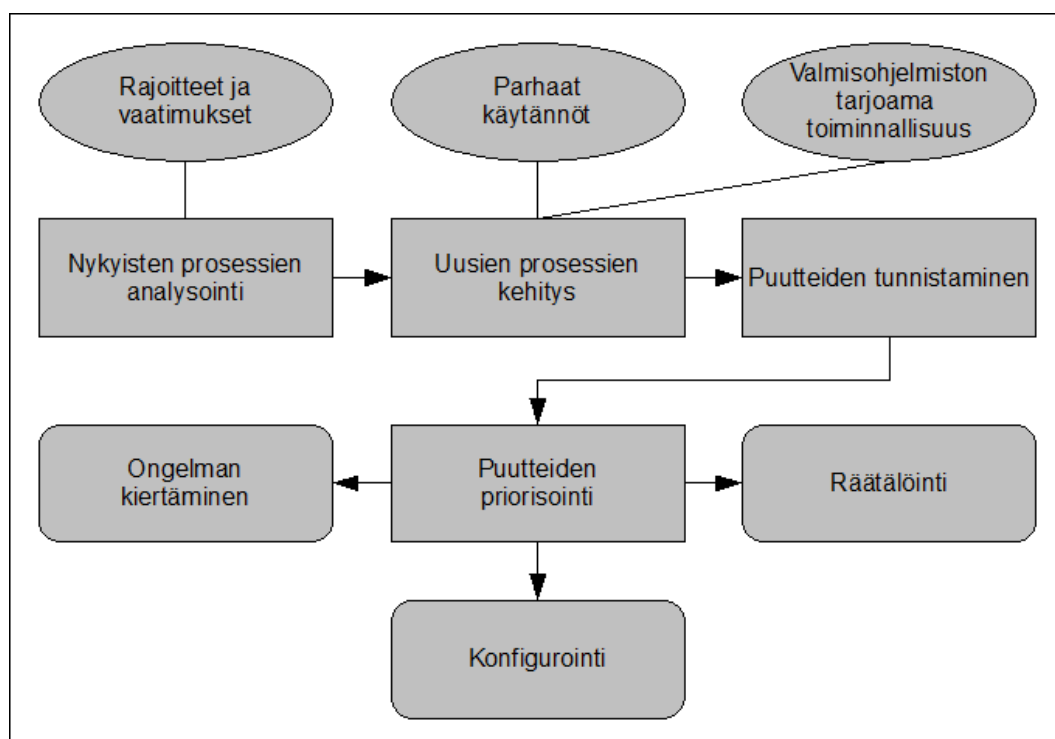 Rajoitteet ja
vaatimukset
Parhaat
käytännöt
Valmisohjelmiston
tarjoama
toiminnallisuus
Nykyisten prosessien
analysointi
Uusien prosessien
kehitys
Puutteiden tunnistaminen
Ongelman
kiertäminen
Puutteiden
priorisointi
Räätälöinti
Konfigurointi